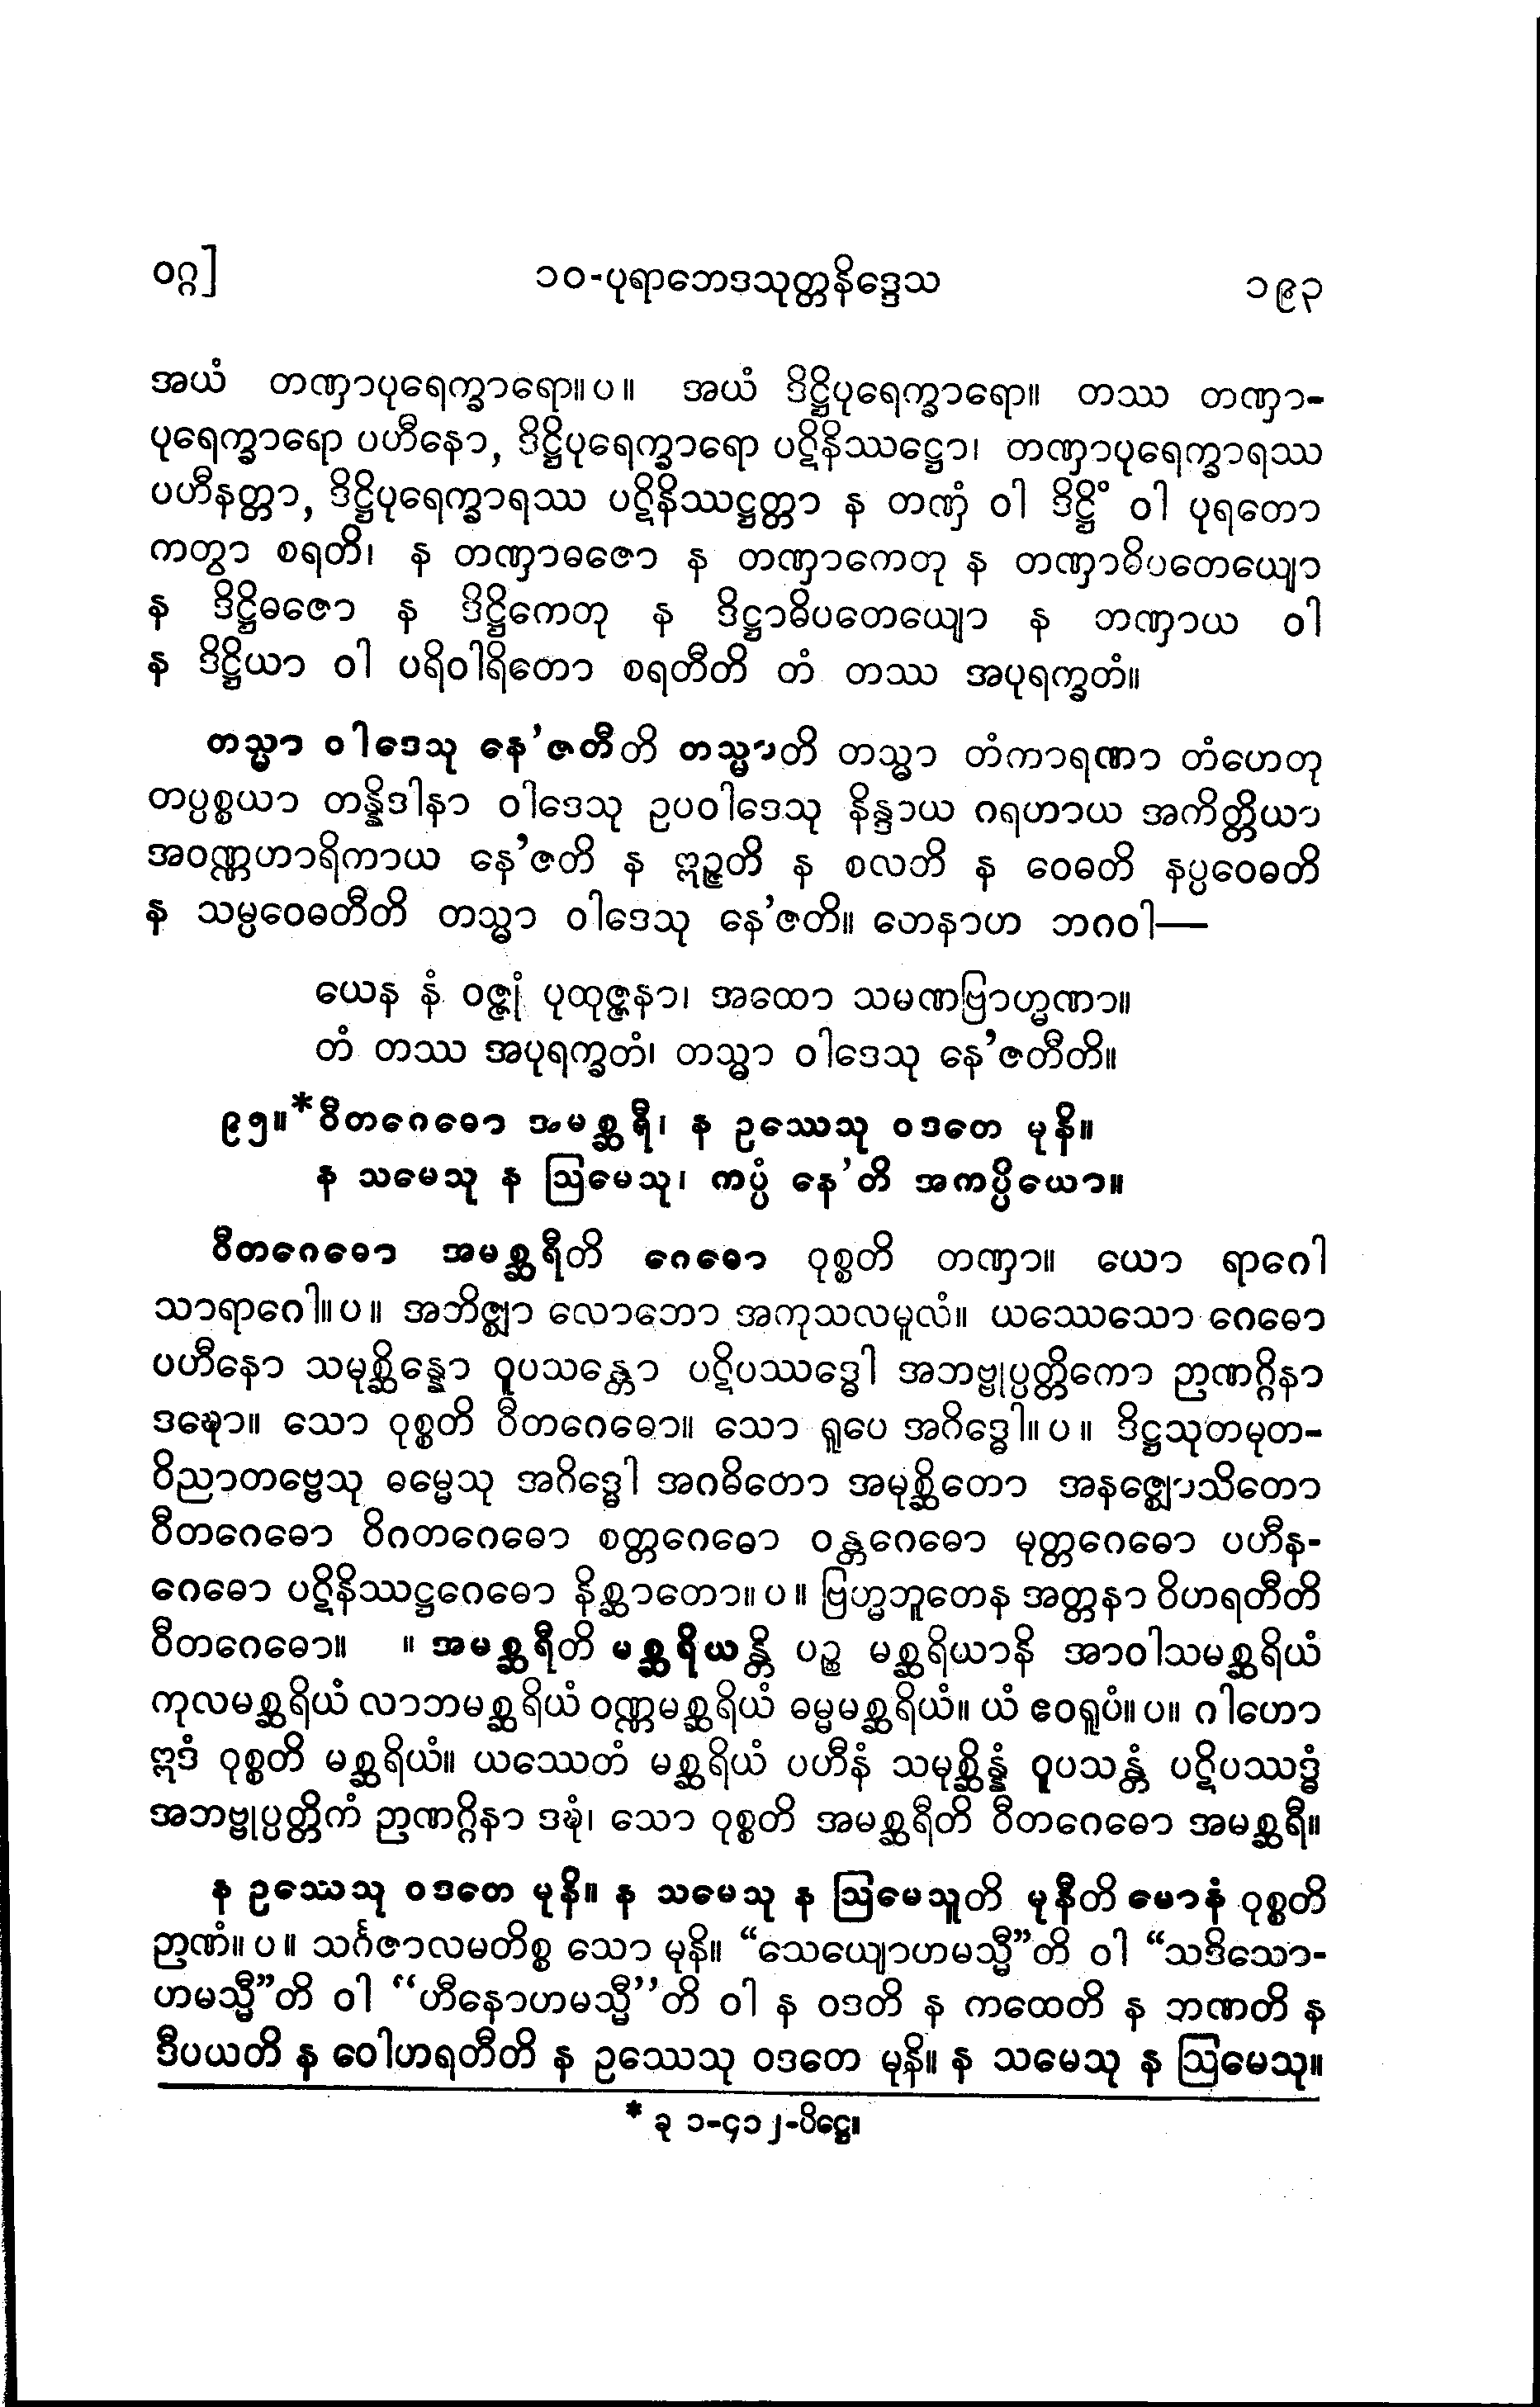 ဝဂ္ဂ] ၁၀-ပုရာဘေဒသုတ္တနိဒ္ဒေသ ၁၉၃
အယံ တဏှာပုရေက္ခာရော။ပ။ အယံ ဒိဋ္ဌိပုရေက္ခာရော။ တဿ တဏှာ-
ပုရေက္ခာရော ပဟီနော, ဒိဋ္ဌိပုရေက္ခာရော ပဋိနိဿဋ္ဌော၊ တဏှာပုရေက္ခာရဿ
ပဟီနတ္တာ, ဒိဋ္ဌိပုရေက္ခာရဿ ပဋိနိဿဋ္ဌတ္တာ န တဏှံ ဝါ ဒိဋ္ဌိံ ဝါ ပုရတော
ကတွာ စရတိ၊ န တဏှာဓဇော န တဏှာကေတု န တဏှာဓိပတေယျော
န ဒိဋ္ဌိဓဇော န ဒိဋ္ဌိကေတု န ဒိဋ္ဌာဓိပတေယျော န ဘဏှာယ ဝါ
န ဒိဋ္ဌိယာ ဝါ ပရိဝါရိတော စရတီတိ တံ တဿ အပုရက္ခတံ။
တသ္မာ ဝါဒေသု နေ’ဇတီတိ တသ္မာတိ တသ္မာ တံကာရဏာ တံဟေတု
တပ္ပစ္စယာ တန္နိဒါနာ ဝါဒေသု ဥပဝါဒေသု နိန္ဒာယ ဂရဟာယ အကိတ္တိယာ
အဝဏ္ဏဟာရိကာယ နေ’ဇတိ န ဣဉ္ဇတိ န စလတိ န ဝေဓတိ နပ္ပဝေဓတိ
န သမ္ပဝေဓတီတိ တသ္မာ ဝါဒေသု နေ’ဇတိ။ တေနာဟ ဘဂဝါ—
ယေန နံ ဝဇ္ဇုံ ပုထုဇ္ဇနာ၊ အထော သမဏဗြာဟ္မဏာ။
တံ တဿ အပုရက္ခတံ၊ တသ္မာ ဝါဒေသု နေ’ဇတီတိ။
၉၅။*ဝီတဂေဓော အမစ္ဆရီ၊ န ဥဿေသု ဝဒတေ မုနိ။
န သမေသု န ဩမေသု၊ ကပ္ပံ နေ’တိ အကပ္ပိယော။
ဝီတဂေဓော အမစ္ဆရီတိ ဂေဓော ဝုစ္စတိ တဏှာ။ ယော ရာဂေါ
သာရာဂေါ။ပ။ အဘိဇ္ဈာ လောဘော အကုသလမူလံ။ ယဿေသော ဂေဓော
ပဟီနော သမုစ္ဆိန္နော ဝူပသန္တော ပဋိပဿဒ္ဓေါ အဘဗ္ဗုပ္ပတ္တိကော ဉာဏဂ္ဂိနာ
ဒဍ္ဎော။ သော ဝုစ္စတိ ဝီတဂေဓော။ သော ရူပေ အဂိဒ္ဓေါ။ပ။ ဒိဋ္ဌသုတမုတ-
ဝိညာတဗ္ဗေသု ဓမ္မေသု အဂိဒ္ဓေါ အဂဓိတော အမုစ္ဆိတော အနဇ္ဈောသိတော
ဝီတဂေဓော ဝိဂတဂေဓော စတ္တဂေဓော ဝန္တဂေဓော မုတ္တဂေဓော ပဟီန-
ဂေဓော ပဋိနိဿဋ္ဌဂေဓော နိစ္ဆာတော။ပ။ ဗြဟ္မဘူတေန အတ္တနာ ဝိဟရတီတိ
ဝီတဂေဓော။ ။ အမစ္ဆရီတိ မစ္ဆရိယန္တိ ပဉ္စ မစ္ဆရိယာနိ အာဝါသမစ္ဆရိယံ
ကုလမစ္ဆရိယံ လာဘမစ္ဆရိယံ ဝဏ္ဏမစ္ဆရိယံ ဓမ္မမစ္ဆရိယံ။ ယံ ဧဝရူပံ။ပ။ ဂါဟော
ဣဒံ ဝုစ္စတိ မစ္ဆရိယံ။ ယဿေတံ မစ္ဆရိယံ ပဟီနံ သမုစ္ဆိန္နံ ဝူပသန္တံ ပဋိပဿဒ္ဓံ
အဘဗ္ဗုပ္ပတ္တိကံ ဉာဏဂ္ဂိနာ ဒဍ္ဎံ၊ သော ဝုစ္စတိ အမစ္ဆရီတိ ဝီတဂေဓော အမစ္ဆရီ။
န ဥဿေသု ဝဒတေ မုနိ။ န သမေသု န ဩမေသူတိ မုနီတိ မောနံ ဝုစ္စတိ
ဉာဏံ။ပ။ သင်္ဂဇာလမတိစ္စ သော မုနိ။ “သေယျောဟမသ္မီ”တိ ဝါ “သဒိသော-
ဟမသ္မီ”တိ ဝါ “ဟီနောဟမသ္မီ”တိ ဝါ န ဝဒတိ န ကထေတိ န ဘဏတိ န
ဒီပယတိ န ဝေါဟရတီတိ န ဥဿေသု ဝဒတေ မုနိ။ န သမေသု န ဩမေသု။
* ခု ၁-၄၁၂-ပိဋ္ဌေ။